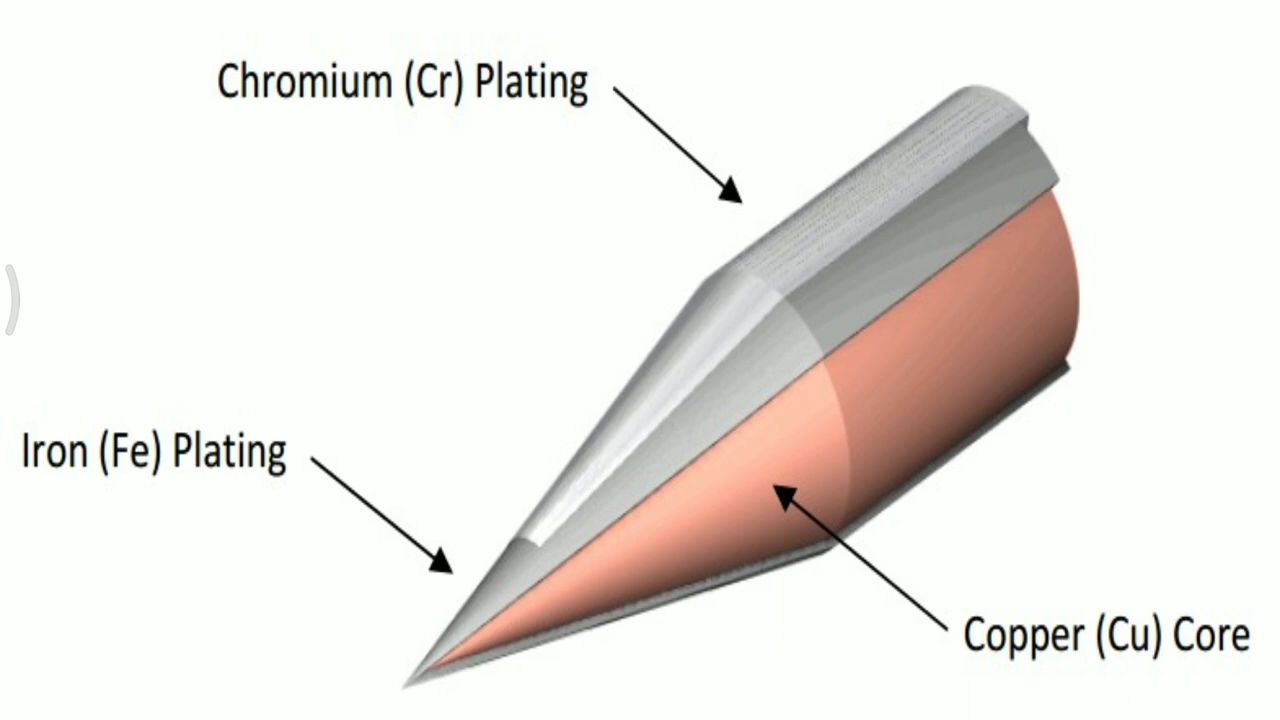 Chromium (Cr) Plating
Iron (Fe) Plating
Copper (Cu) Core